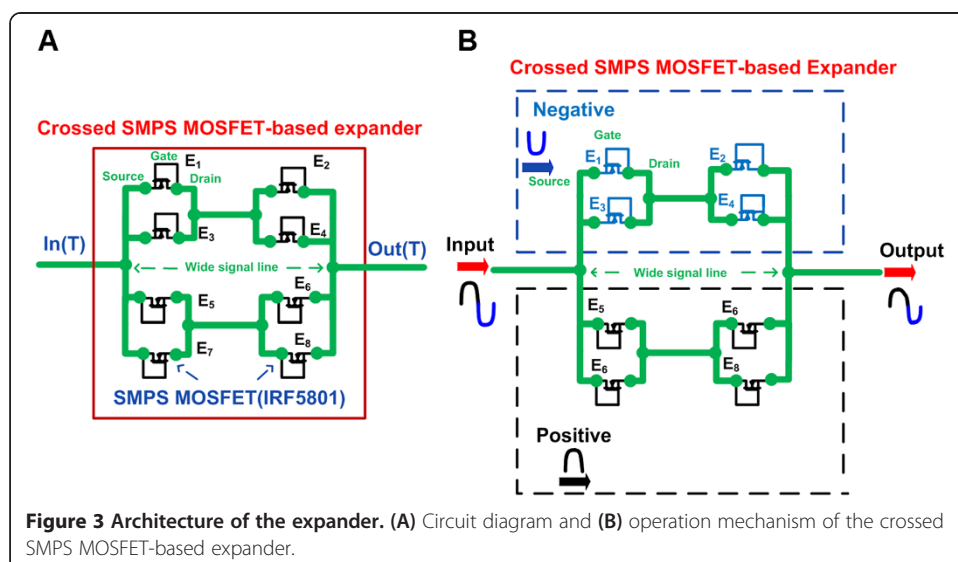 A
Crossed SMPS MOSFET-based expander
Gate
E1
E2
Source
Drain
E3
E4
In(T)
Out(T)
Wide signal line
E5
E6
E7
E8
SMPS MOSFET(IRF5801)
B
Crossed SMPS MOSFET-based Expander
Negative
Gate
E1
E2
Source
Drain
E3
E4
Input
Output
Wide signal line
E5
E6
E6
E8
Positive
Figure 3 Architecture of the expander. (A) Circuit diagram and (B) operation mechanism of the crossed
SMPS MOSFET-based expander.